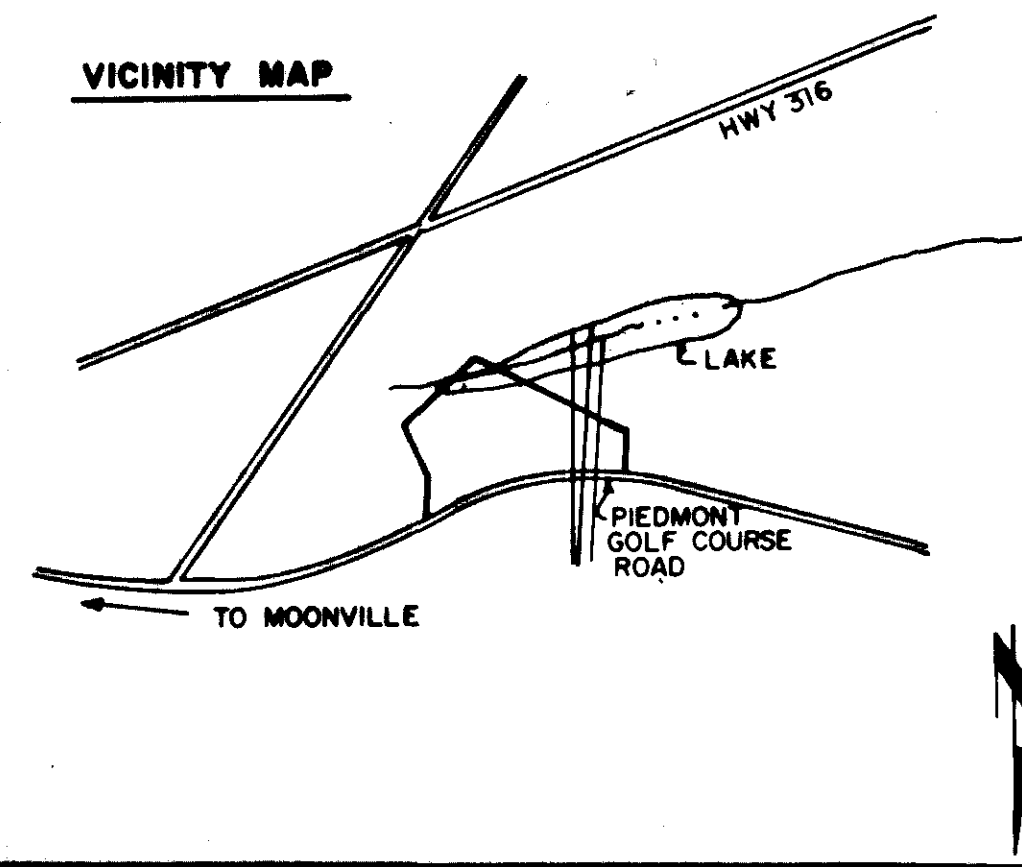 VICINITY MAP
HWY 316
LAKE
PIEDMONT
GOLF COURSE
ROAD
TO MOONVILLE
N